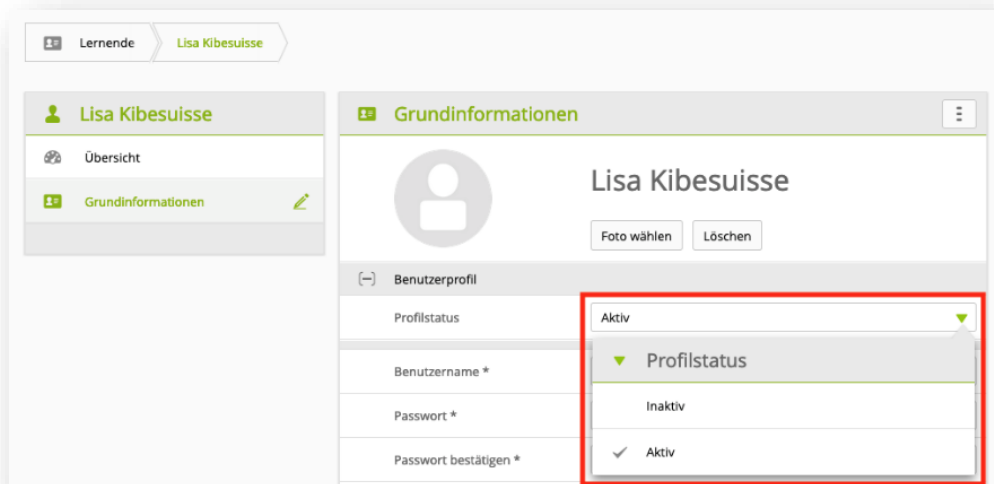 Lernende Lisa Kibesuisse
Lisa Kibesuisse
Übersicht
Grundinformationen
Grundinformationen
Lisa Kibesuisse
Foto wählen Löschen
Benutzerprofil
Profilstatus Aktiv
Profilstatus
Benutzername *
Inaktiv
Passwort *
Aktiv
Passwort bestätigen *